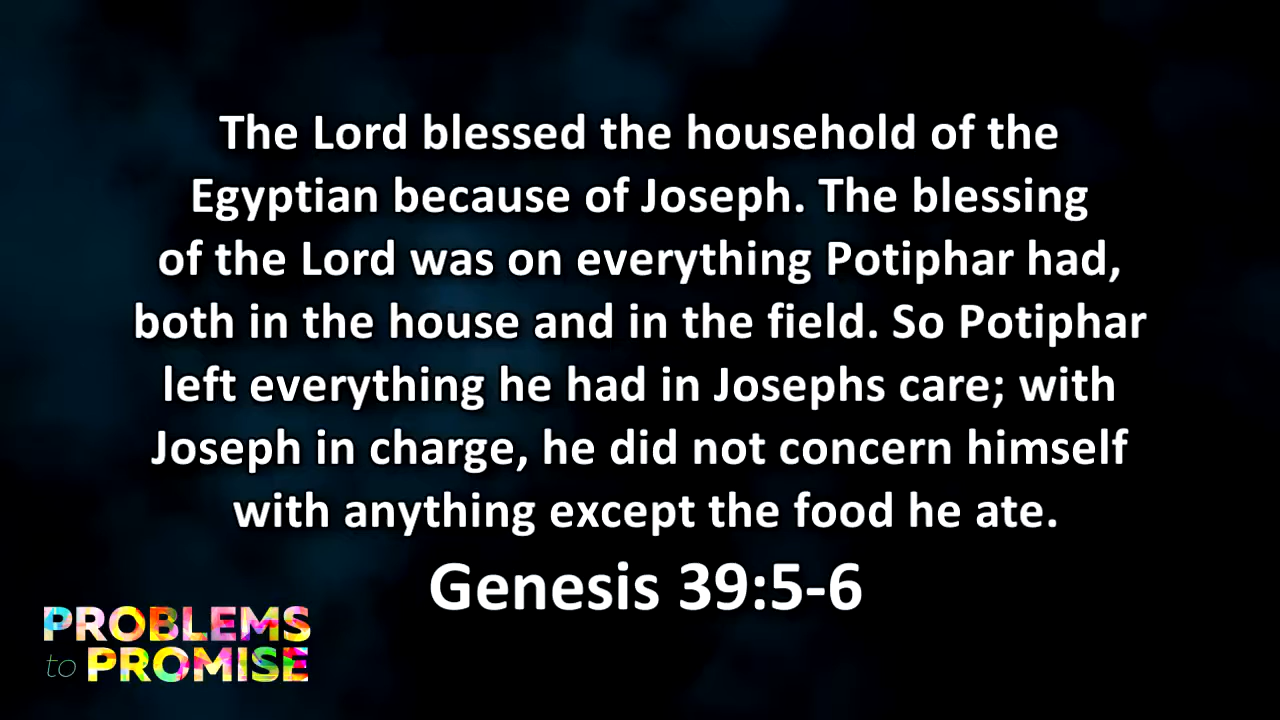 The Lord blessed the household of the
Egyptian because of Joseph. The blessing
of the Lord was on everything Potiphar had,
both in the house and in the field. So Potiphar
left everything he had in Josephs care; with
Joseph in charge, he did not concern himself
with anything except the food he ate.
Genesis 39:5-6
PROBLEMS
to PROMISE